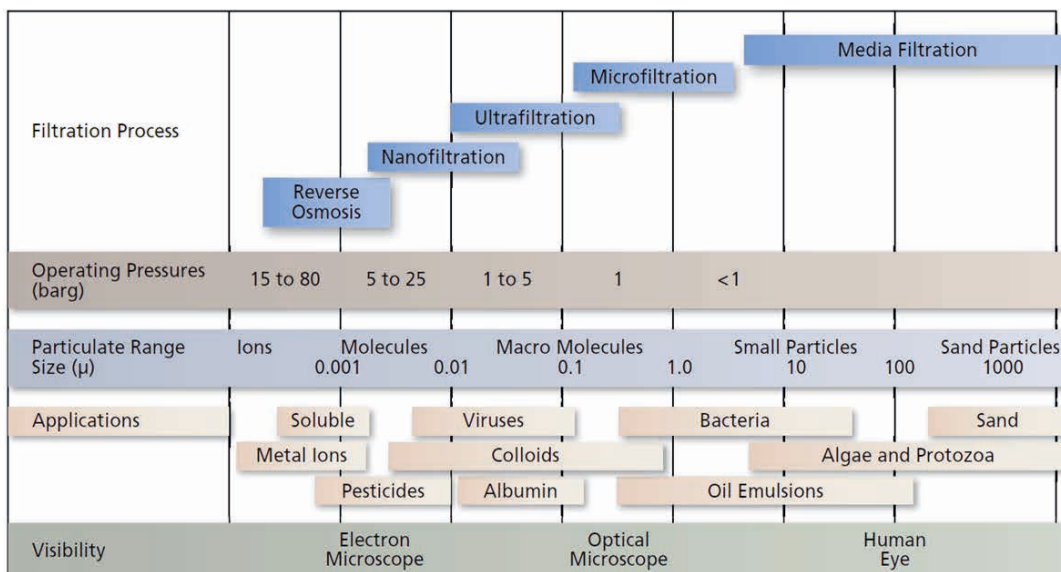 Media Filtration
Microfiltration
Ultrafiltration
Filtration Process
Nanofiltration
Reverse
Osmosis
Operating Pressures
(barg)
15 to 80 5 to 25 1 to 5 1 <1
Particulate Range Ions Molecules Macro Molecules Small Particles Sand Particles
Size (µ) 0.001 0.01 0.1 1.0 10 100 1000
Applications Soluble Viruses Bacteria Sand
Metal Ions Colloids Algae and Protozoa
Pesticides Albumin Oil Emulsions
Visibility
Electron
Microscope
Optical
Microscope
Human
Eye